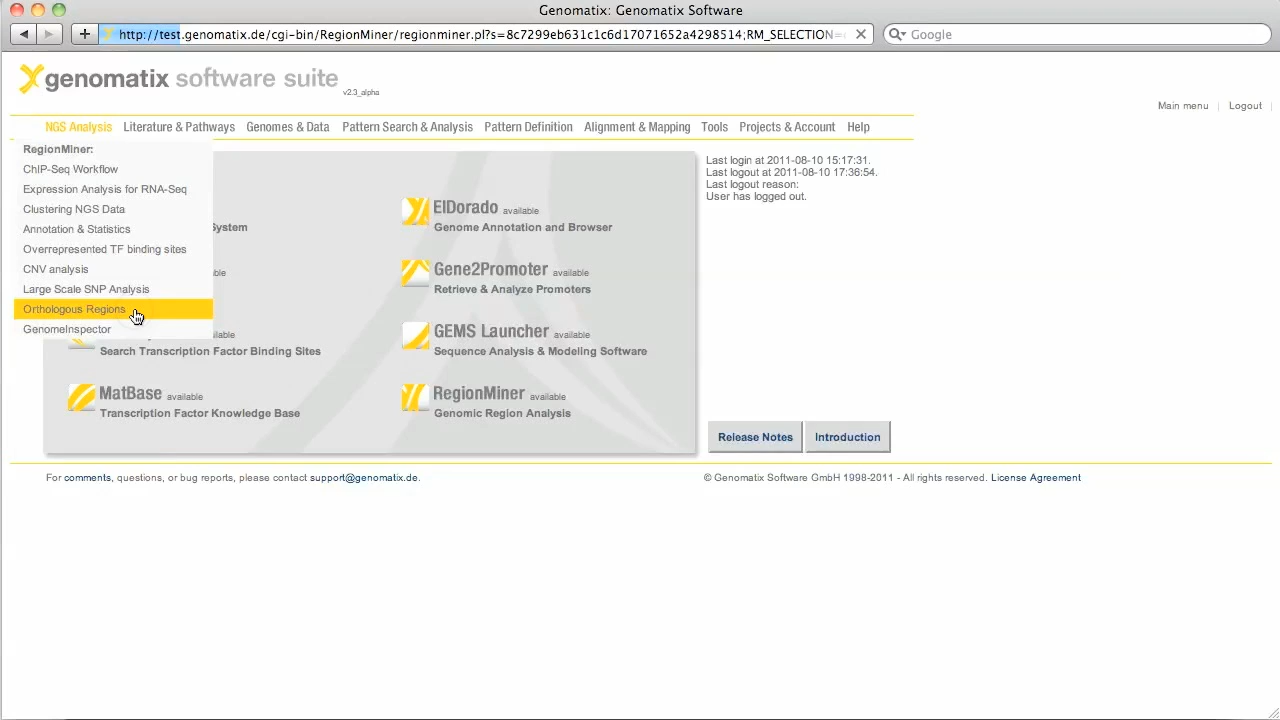 Genomatix: Genomatix Software
http://test.genomatix.de/cgi-bin/RegionMiner/regionminer.pl?s=8c7299eb631c1c6d17071652a4298514;RM_SELECTION=
Google
genomatix software suite v2.3_alpha
Main menu | Logout |
NGS Analysis Literature & Pathways Genomes & Data Pattern Search & Analysis Pattern Definition Alignment & Mapping Tools Projects & Account Help
RegionMiner:
ChIP-Seq Workflow
Expression Analysis for RNA-Seq
Clustering NGS Data
Annotation & Statistics
Overrepresented TF binding sites
CNV analysis
Large Scale SNP Analysis
Orthologous Regions
GenomeInspector
System
Search Transcription Factor Binding Sites
MatBase available
Transcription Factor Knowledge Base
ElDorado available
Genome Annotation and Browser
Gene2Promoter available
Retrieve & Analyze Promoters
GEMS Launcher available
Sequence Analysis & Modeling Software
RegionMiner available
Genomic Region Analysis
Last login at 2011-08-10 15:17:31.
Last logout at 2011-08-10 17:36:54.
Last logout reason:
User has logged out.
Release Notes Introduction
For comments, questions, or bug reports, please contact support@genomatix.de.
© Genomatix Software GmbH 1998-2011 - All rights reserved. License Agreement